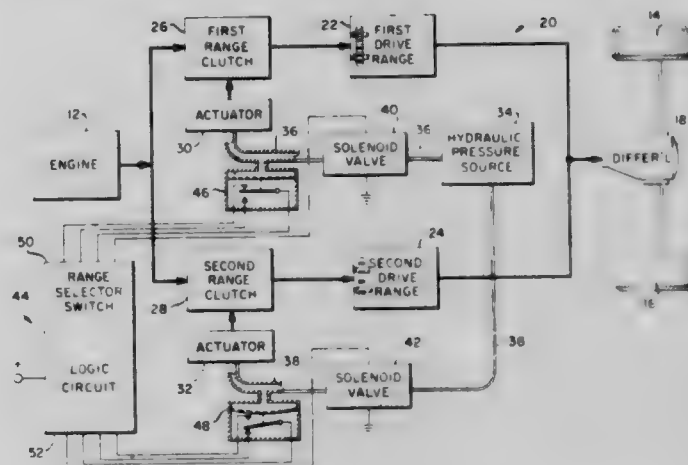 26
FIRST
RANGE
CLUTCH
22
FIRST
DRIVE
RANGE
20
14
12
ENGINE
ACTUATOR
30
36
40
SOLENOID
VALVE
36
34
HYDRAULIC
PRESSURE
SOURCE
18
DIFFER'L
46
50
RANGE
SELECTOR
SWITCH
44
LOGIC
CIRCUIT
+
52
SECOND
RANGE
CLUTCH
28
24
SECOND
DRIVE
RANGE
16
ACTUATOR
32
38
42
SOLENOID
VALVE
38
48